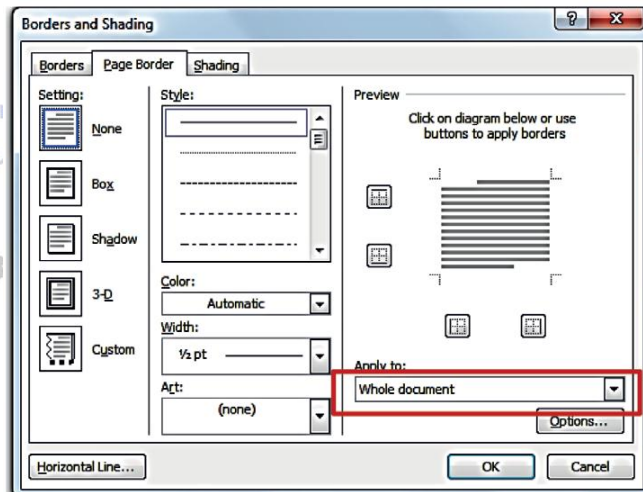 Borders and Shading
Borders
Page Border
Shading
Setting:
None
Box
Shadow
3-D
Custom
Style:
Color:
Automatic
Width:
½ pt
Art:
(none)
Preview
Click on diagram below or use
buttons to apply borders
Apply to:
Whole document
Options...
Horizontal Line...
OK
Cancel